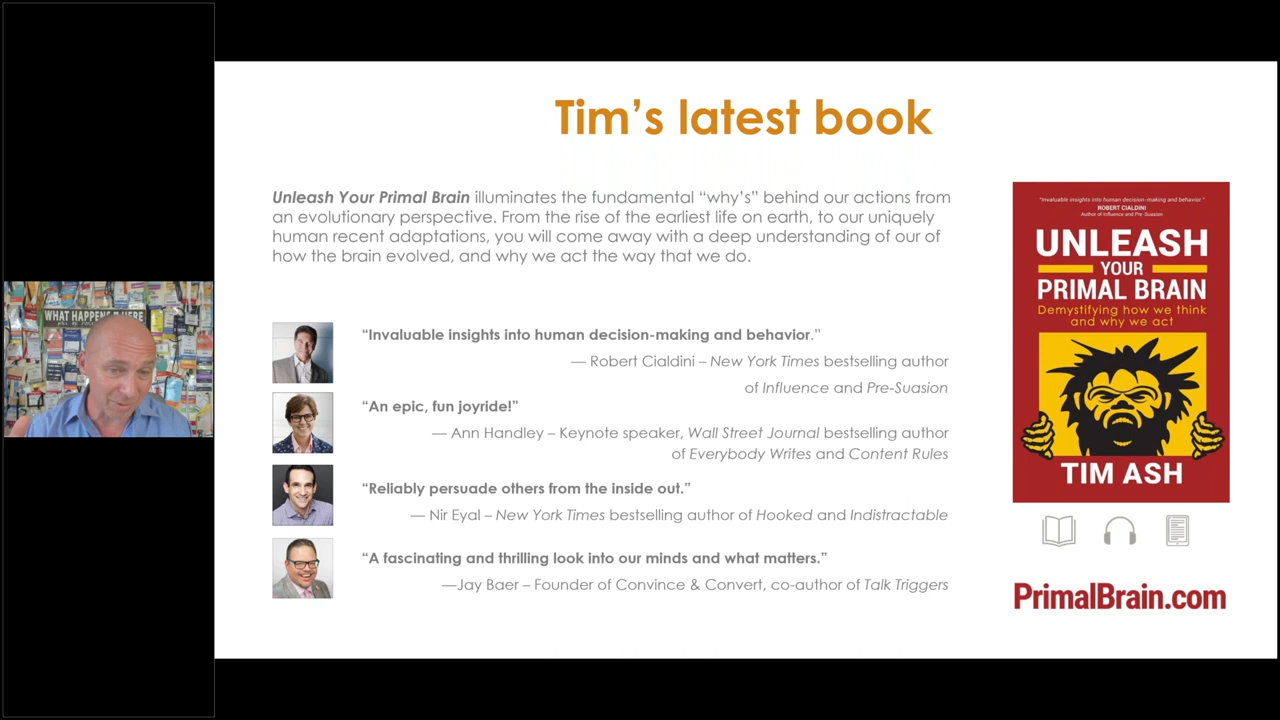 Tim's latest book
Unleash Your Primal Brain illuminates the fundamental “why's” behind our actions from
an evolutionary perspective. From the rise of the earliest life on earth, to our uniquely
human recent adaptations, you will come away with a deep understanding of our of
how the brain evolved, and why we act the way that we do.
“Invaluable insights into human decision-making and behavior.”
— Robert Cialdini – New York Times bestselling author
of Influence and Pre-Suasion
“An epic, fun joyride!”
— Ann Handley – Keynote speaker, Wall Street Journal bestselling author
of Everybody Writes and Content Rules
“Reliably persuade others from the inside out.”
— Nir Eyal – New York Times bestselling author of Hooked and Indistractable
“A fascinating and thrilling look into our minds and what matters.”
—Jay Baer – Founder of Convince & Convert, co-author of Talk Triggers
"Invaluable insights into human decision-making and behavior."
ROBERT CIALDINI
Author of Influence and Pre-Suasion
UNLEASH
YOUR
PRIMAL BRAIN
Demystifying how we think
and why we act
TIM ASH
PrimalBrain.com
WHAT HAPPENS HERE